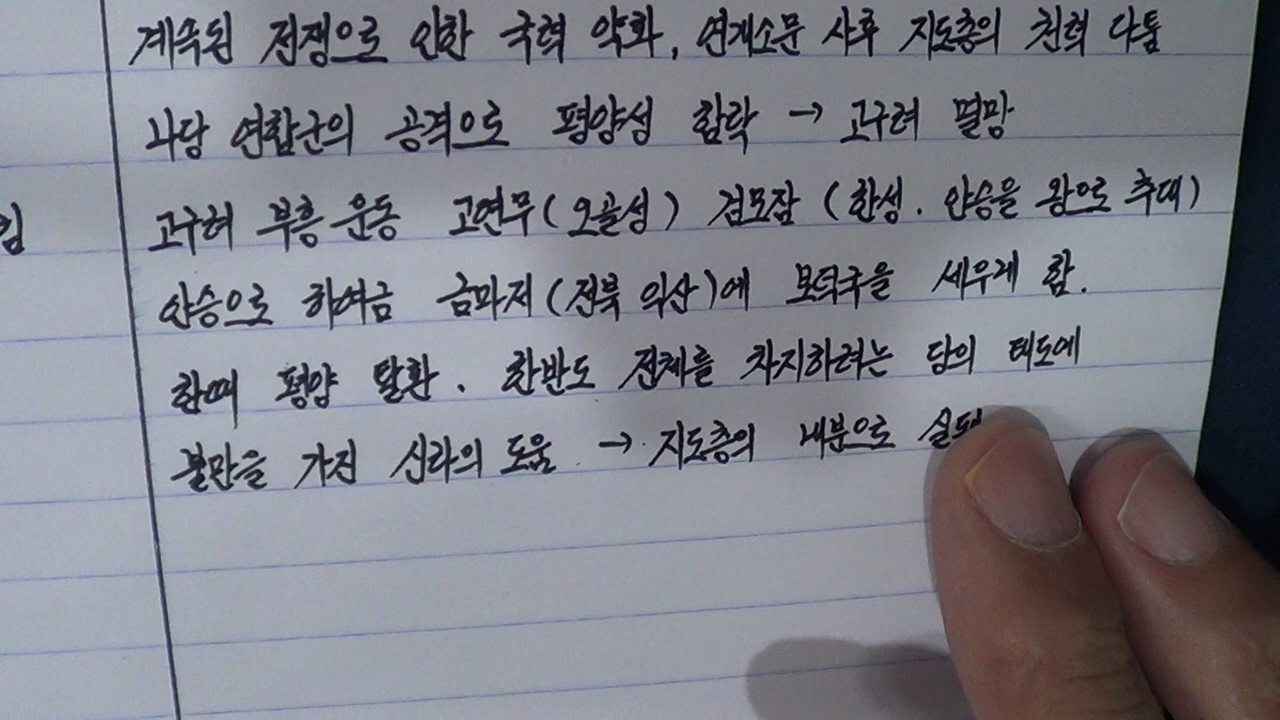 계속된 전쟁으로 인한 국력 약화, 연개소문 사후 지도층의 권력 다툼
나당 연합군의 공격으로 평양성 함락 → 고구려 멸망
고구려 부흥 운동 고연무(오골성) 검모잠 (한성. 안승을 왕으로 추대)
안승으로 하여금 금마저(전북 익산)에 보덕국을 세우게 함.
한때 평양 탈환. 한반도 전체를 차지하려는 당의 태도에
불만을 가진 신라의 도움 → 지도층의 내분으로